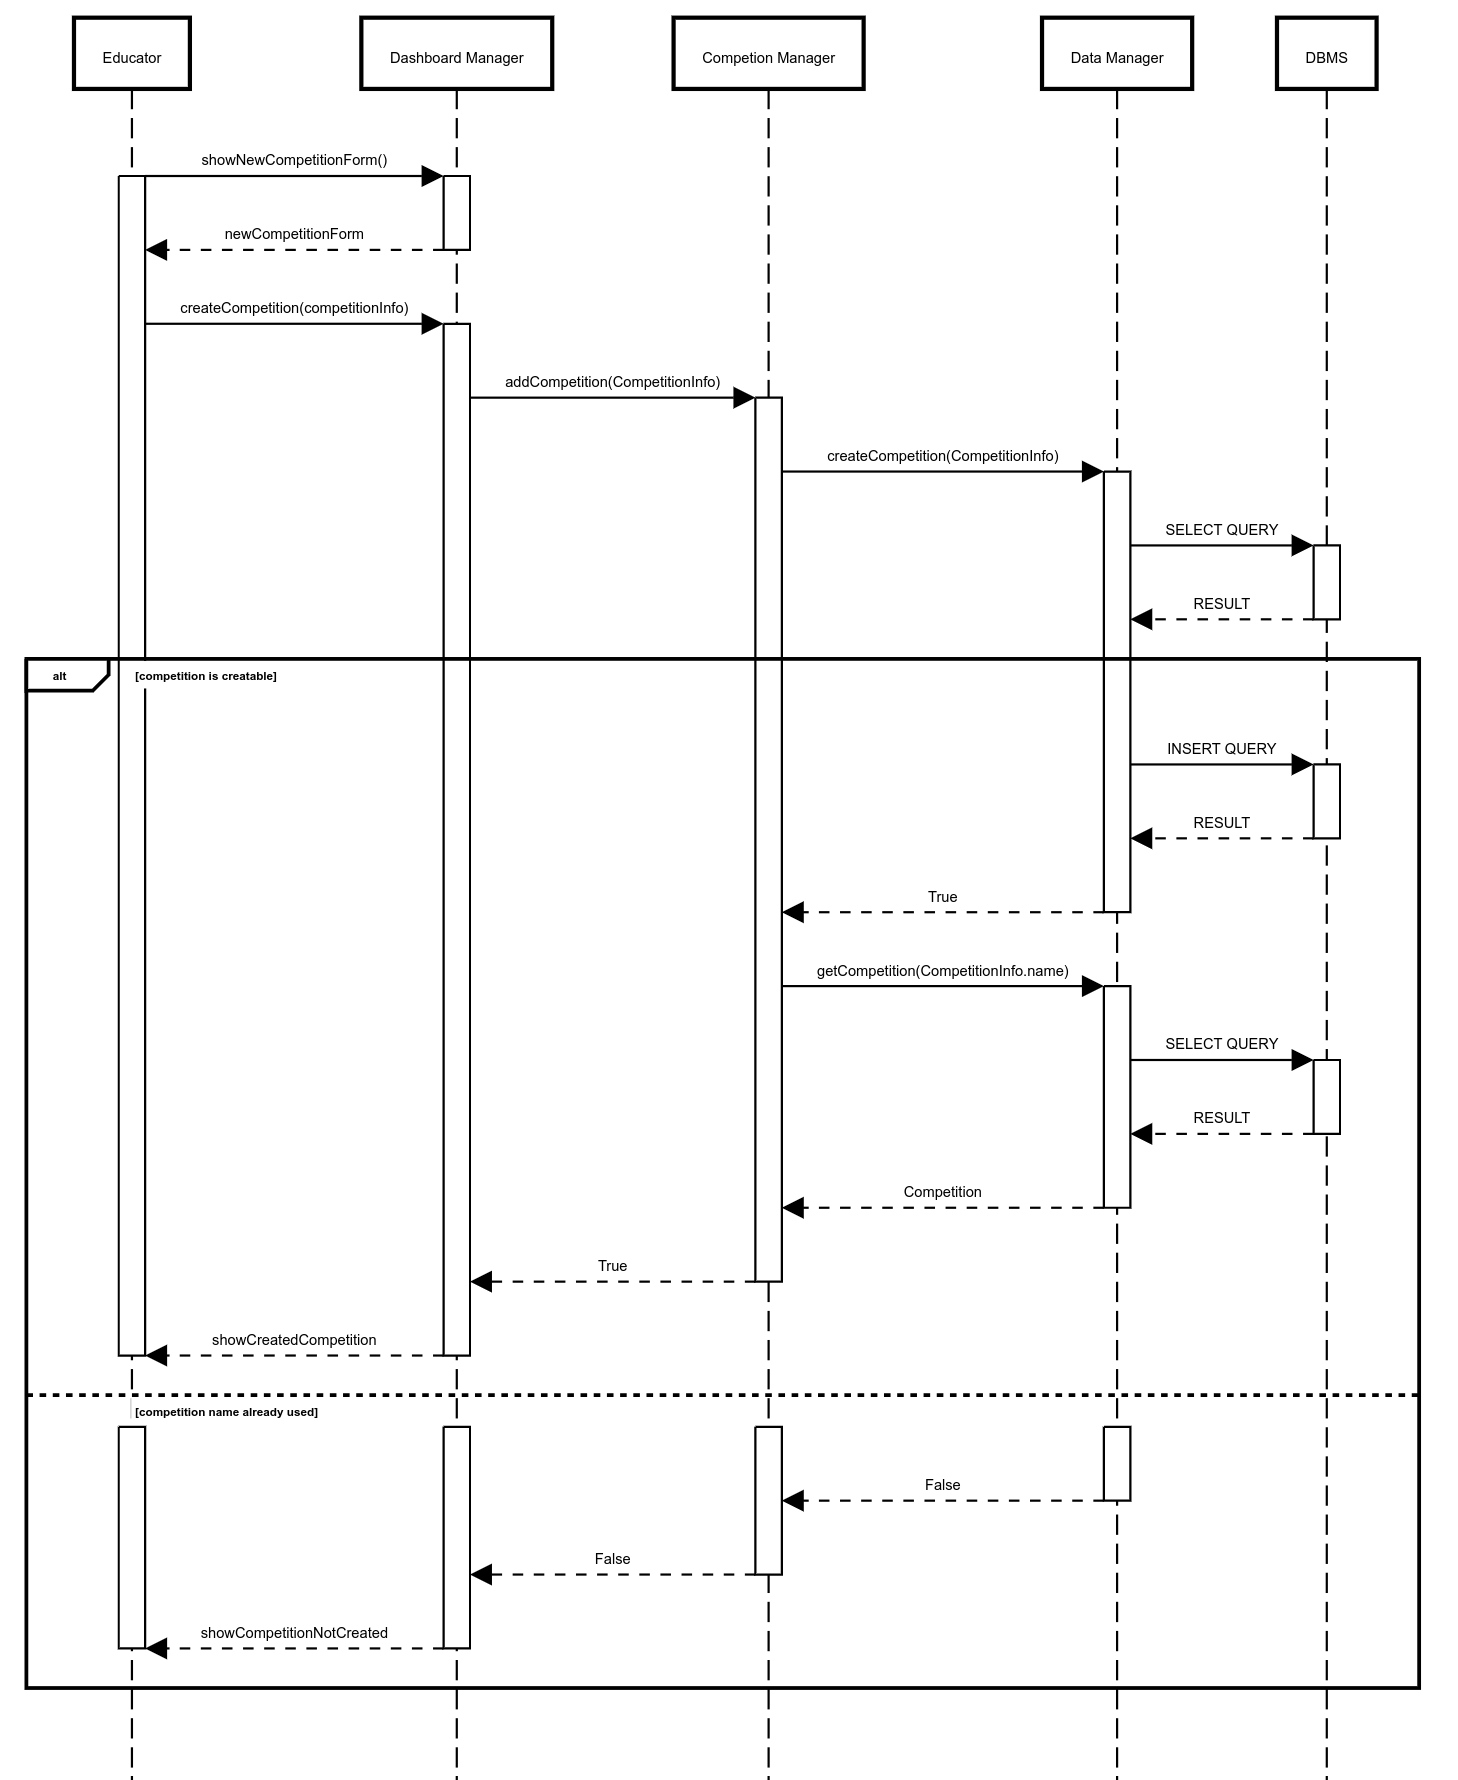 Educator
Dashboard Manager
Competion Manager
Data Manager
DBMS
showNewCompetitionForm()
newCompetitionForm
createCompetition(competitionInfo)
addCompetition(CompetitionInfo)
createCompetition(CompetitionInfo)
SELECT QUERY
RESULT
alt
[competition is creatable]
INSERT QUERY
RESULT
True
getCompetition(CompetitionInfo.name)
SELECT QUERY
RESULT
Competition
True
showCreatedCompetition
[competition name already used]
False
False
showCompetitionNotCreated